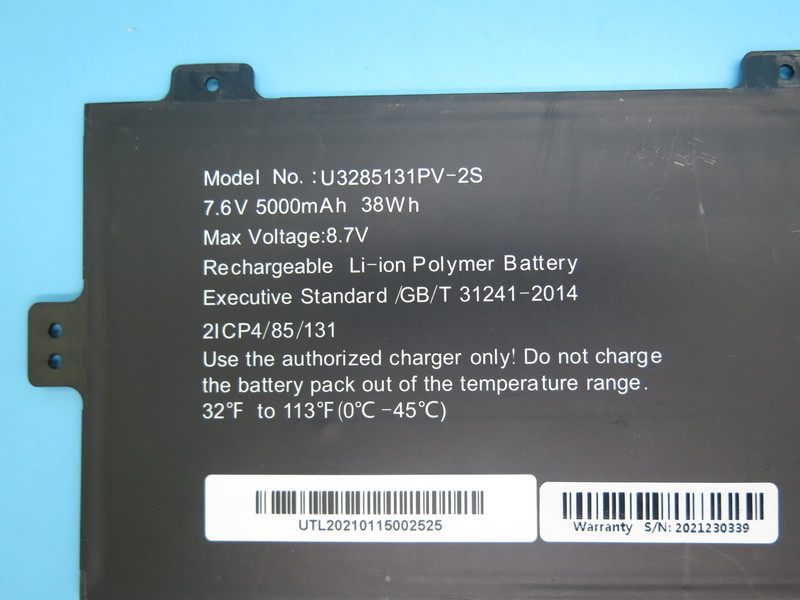 Model No. :U3285131PV-2S
7.6V 5000mAh 38Wh
Max Voltage:8.7V
Rechargeable Li-ion Polymer Battery
Executive Standard /GB/T 31241-2014
2ICP4/85/131
Use the authorized charger only! Do not charge
the battery pack out of the temperature range.
32°F to 113°F(0℃ -45℃)
UTL20210115002525
Warranty S/N: 2021230339